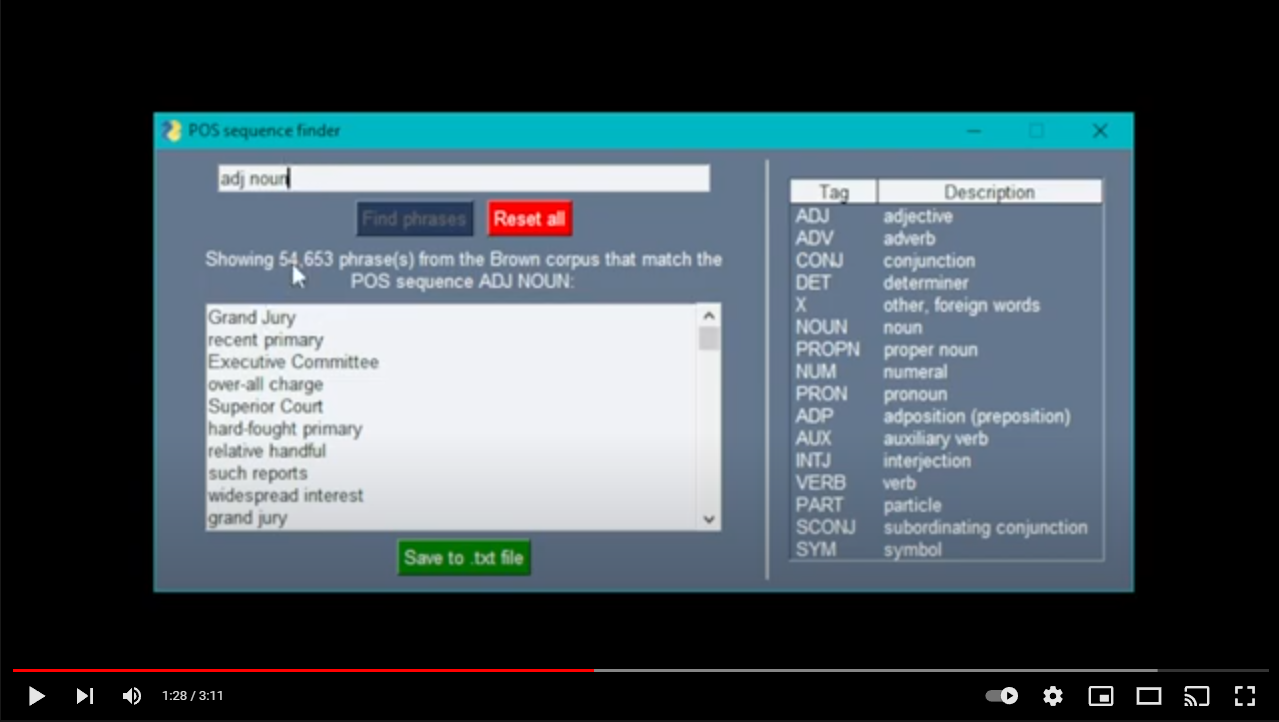 POS sequence finder
adj noun
Find phrases
Reset all
Showing 54,653 phrase(s) from the Brown corpus that match the
POS sequence ADJ NOUN:
Grand Jury
recent primary
Executive Committee
over-all charge
Superior Court
hard-fought primary
relative handful
such reports
widespread interest
grand jury
Save to .txt file
Tag Description
ADJ adjective
ADV adverb
CONJ conjunction
DET determiner
X other, foreign words
NOUN noun
PROPN proper noun
NUM numeral
PRON pronoun
ADP adposition (preposition)
AUX auxiliary verb
INTJ interjection
VERB verb
PART particle
SCONJ subordinating conjunction
SYM symbol
1:28 / 3:11